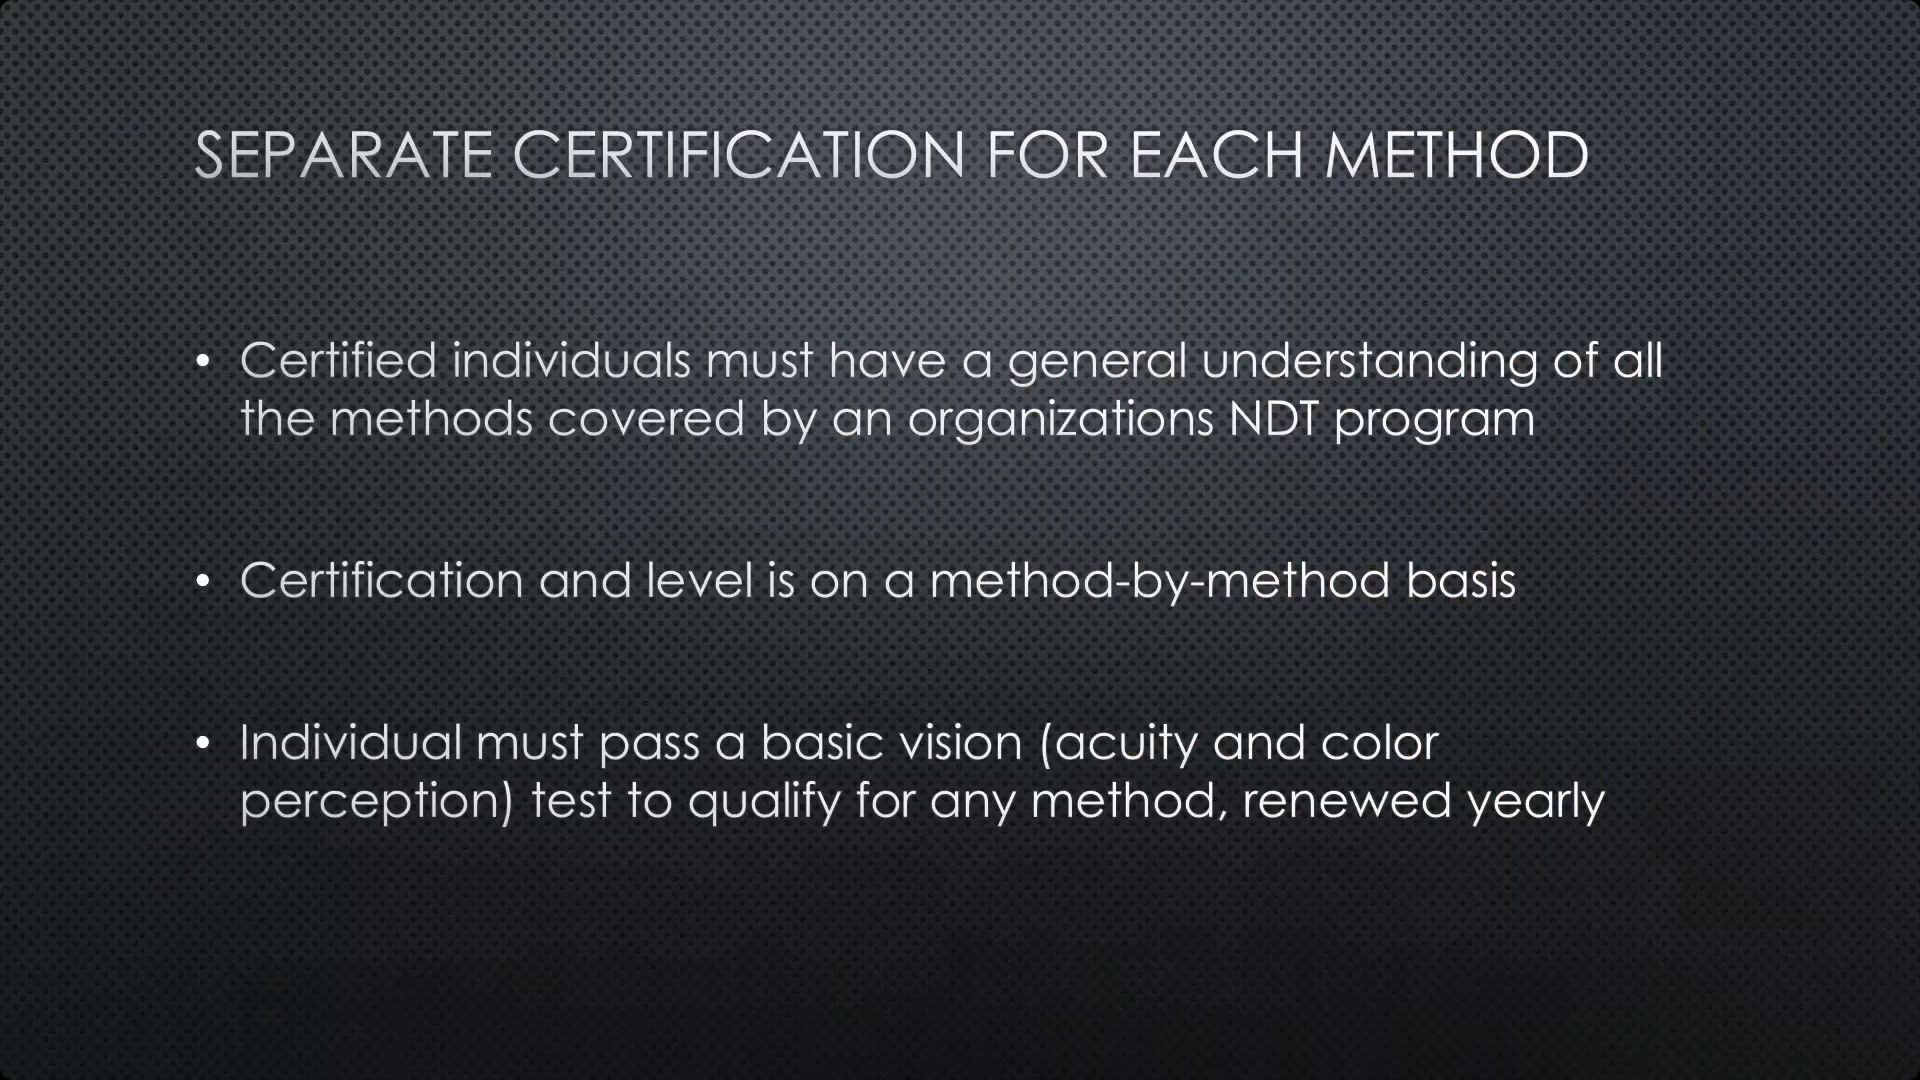 SEPARATE CERTIFICATION FOR EACH METHOD
• Certified individuals must have a general understanding of all
the methods covered by an organizations NDT program
• Certification and level is on a method-by-method basis
• Individual must pass a basic vision (acuity and color
perception) test to qualify for any method, renewed yearly